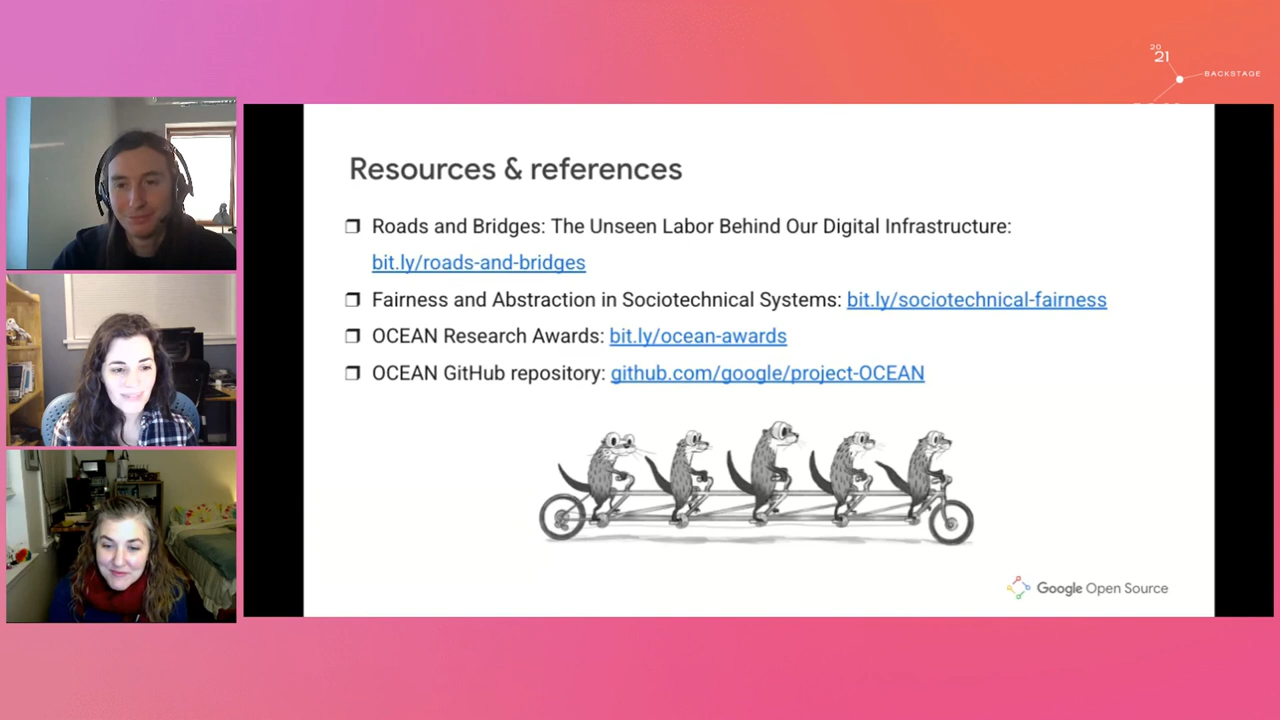 20
21
BACKSTAGE
Resources & references
❒ Roads and Bridges: The Unseen Labor Behind Our Digital Infrastructure:
bit.ly/roads-and-bridges
❒ Fairness and Abstraction in Sociotechnical Systems: bit.ly/sociotechnical-fairness
❒ OCEAN Research Awards: bit.ly/ocean-awards
❒ OCEAN GitHub repository: github.com/google/project-OCEAN
Google Open Source